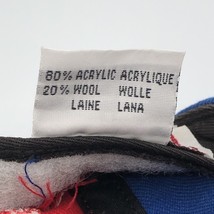 80% ACRYLIC ACRYLIQUE
20% WOOL WOLLE
LAINE LANA